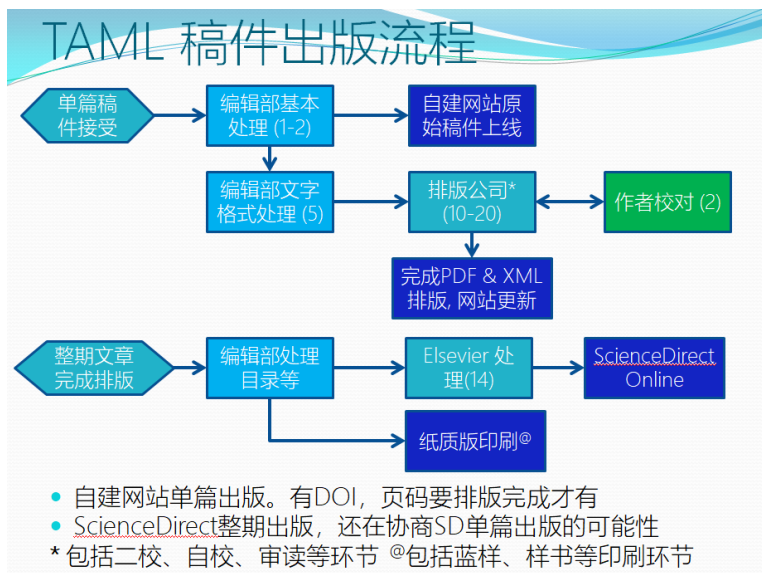 TAML 稿件出版流程
单篇稿
件接受
编辑部基本
处理 (1-2)
自建网站原
始稿件上线
编辑部文字
格式处理 (5)
排版公司*
(10-20)
作者校对 (2)
完成PDF & XML
排版, 网站更新
整期文章
完成排版
编辑部处理
目录等
Elsevier 处
理(14)
ScienceDirect
Online
纸质版印刷@
• 自建网站单篇出版。有DOI，页码要排版完成才有
• ScienceDirect整期出版，还在协商SD单篇出版的可能性
* 包括二校、自校、审读等环节 @包括蓝样、样书等印刷环节